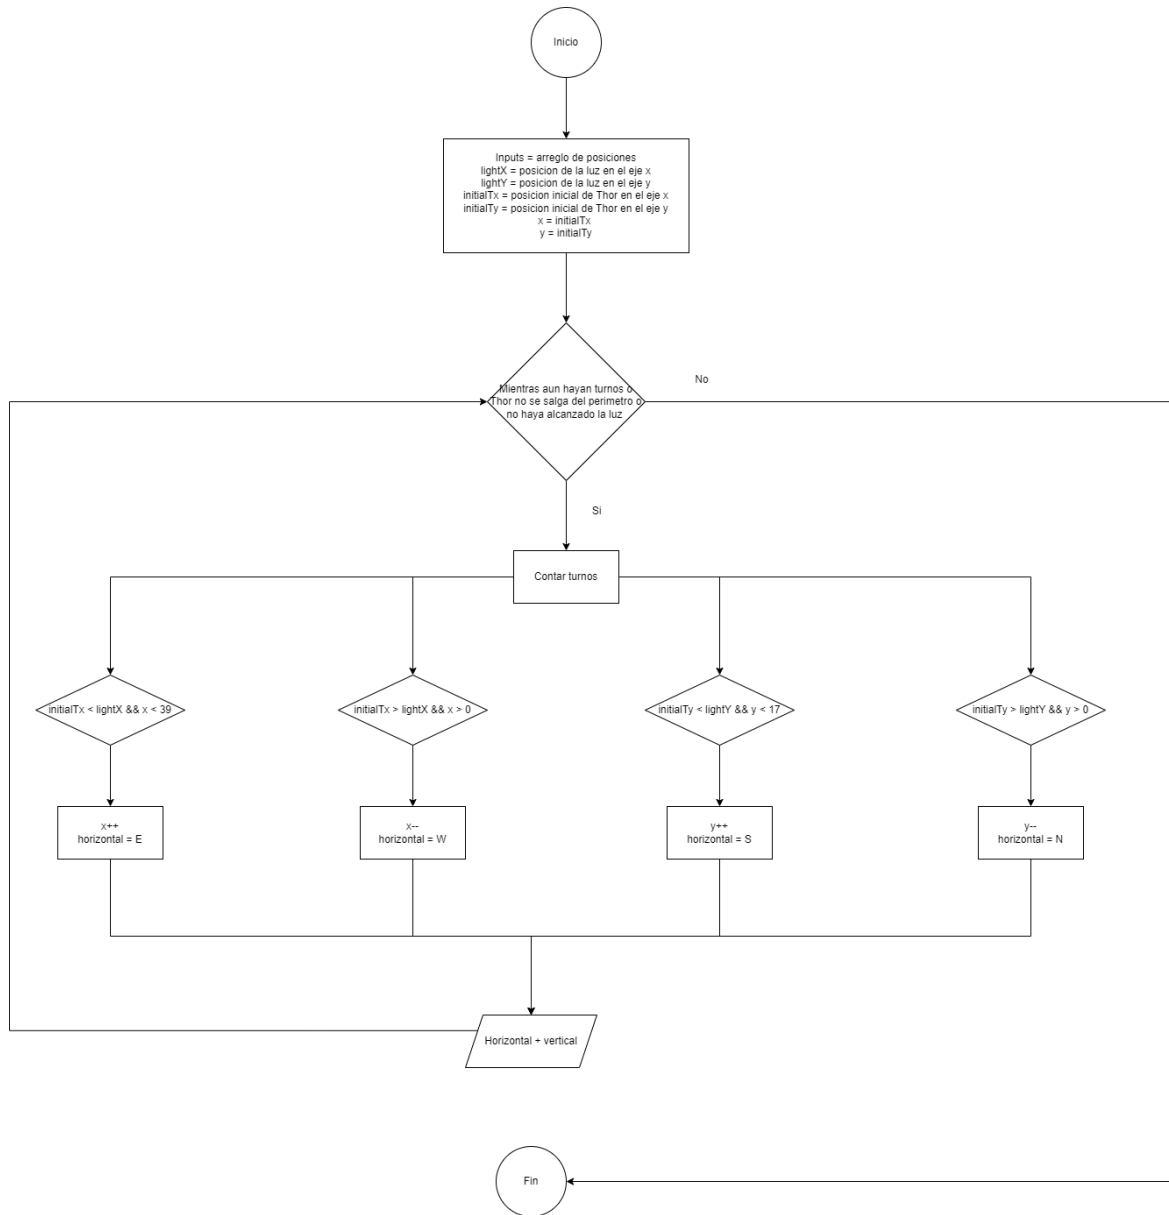 Inicio
Inputs = arreglo de posiciones
lightX = posicion de la luz en el eje x
lightY = posicion de la luz en el eje y
initialTx = posicion inicial de Thor en el eje x
initialTy = posicion inicial de Thor en el eje y
x = initialTx
y = initialTy
Mientras aun hayan turnos o
Thor no se salga del perimetro o
no haya alcanzado la luz
No
Si
Contar turnos
initialTx < lightX && x < 39
initialTx > lightX && x > 0
initialTy < lightY && y < 17
initialTy > lightY && y > 0
x++
horizontal = E
x--
horizontal = W
y++
horizontal = S
y--
horizontal = N
Horizontal + vertical
Fin